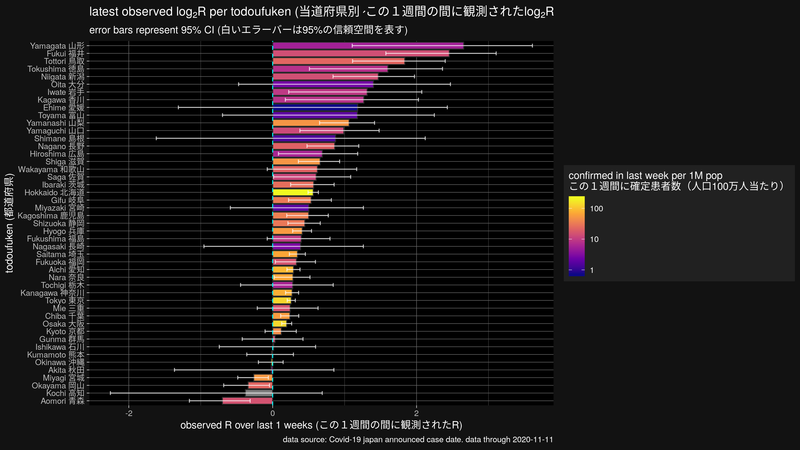 latest observed log₂R per todoufuken (当道府県別 この１週間の間に観測されたlog₂R
error bars represent 95% CI (白いエラーバーは95%の信頼空間を表す)
todoufuken (都道府県)
Yamagata 山形
Fukui 福井
Tottori 鳥取
Tokushima 徳島
Niigata 新潟
Oita 大分
Iwate 岩手
Kagawa 香川
Ehime 愛媛
Toyama 富山
Yamanashi 山梨
Yamaguchi 山口
Shimane 島根
Nagano 長野
Hiroshima 広島
Shiga 滋賀
Wakayama 和歌山
Saga 佐賀
Ibaraki 茨城
Hokkaido 北海道
Gifu 岐阜
Miyazaki 宮崎
Kagoshima 鹿児島
Shizuoka 静岡
Hyogo 兵庫
Fukushima 福島
Nagasaki 長崎
Saitama 埼玉
Fukuoka 福岡
Aichi 愛知
Nara 奈良
Tochigi 栃木
Kanagawa 神奈川
Tokyo 東京
Mie 三重
Chiba 千葉
Osaka 大阪
Kyoto 京都
Gunma 群馬
Ishikawa 石川
Kumamoto 熊本
Okinawa 沖縄
Akita 秋田
Miyagi 宮城
Okayama 岡山
Kochi 高知
Aomori 青森
-2 0 2
observed R over last 1 weeks (この１週間の間に観測されたR)
data source: Covid-19 japan announced case date. data through 2020-11-11
confirmed in last week per 1M pop
この１週間に確定患者数（人口100万人当たり）
100
10
1